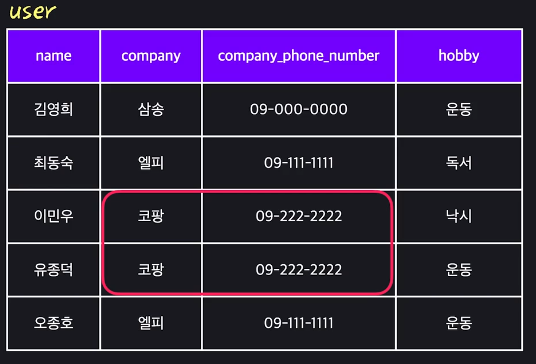 user
name company company_phone_number hobby
김영희 삼송 09-000-0000 운동
최동숙 엘피 09-111-1111 독서
이민우 코팡 09-222-2222 낚시
유종덕 코팡 09-222-2222 운동
오종호 엘피 09-111-1111 운동